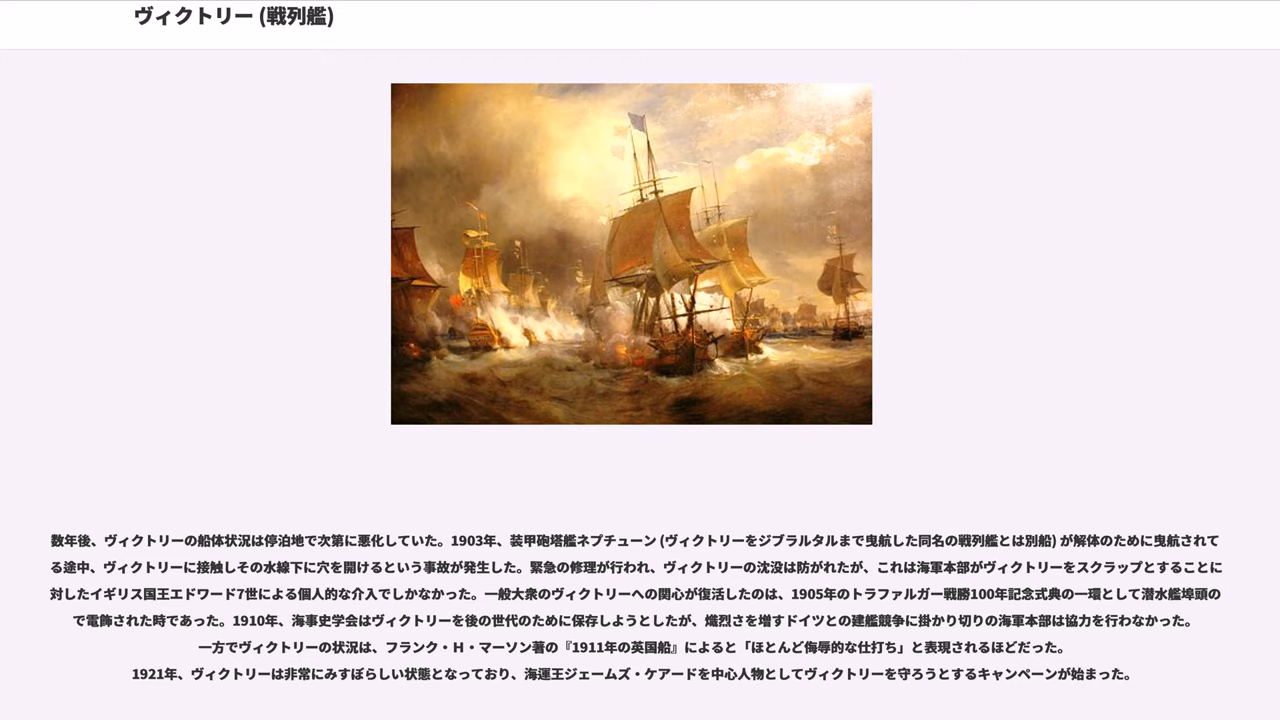 ヴィクトリー (戦列艦)
数年後、ヴィクトリーの船体状況は停泊地で次第に悪化していた。1903年、装甲砲塔艦ネプチューン (ヴィクトリーをジブラルタルまで曳航した同名の戦列艦とは別船) が解体のために曳航されて
る途中、ヴィクトリーに接触しその水線下に穴を開けるという事故が発生した。緊急の修理が行われ、ヴィクトリーの沈没は防がれたが、これは海軍本部がヴィクトリーをスクラップとすることに
対したイギリス国王エドワード7世による個人的な介入でしかなかった。一般大衆のヴィクトリーへの関心が復活したのは、1905年のトラファルガー戦勝100年記念式典の一環として潜水艦埠頭の
で電飾された時であった。1910年、海事史学会はヴィクトリーを後の世代のために保存しようとしたが、熾烈さを増すドイツとの建艦競争に掛かり切りの海軍本部は協力を行わなかった。
一方でヴィクトリーの状況は、フランク・H・マーソン著の『1911年の英国船』によると「ほとんど侮辱的な仕打ち」と表現されるほどだった。
1921年、ヴィクトリーは非常にみすぼらしい状態となっており、海運王ジェームズ・ケアードを中心人物としてヴィクトリーを守ろうとするキャンペーンが始まった。